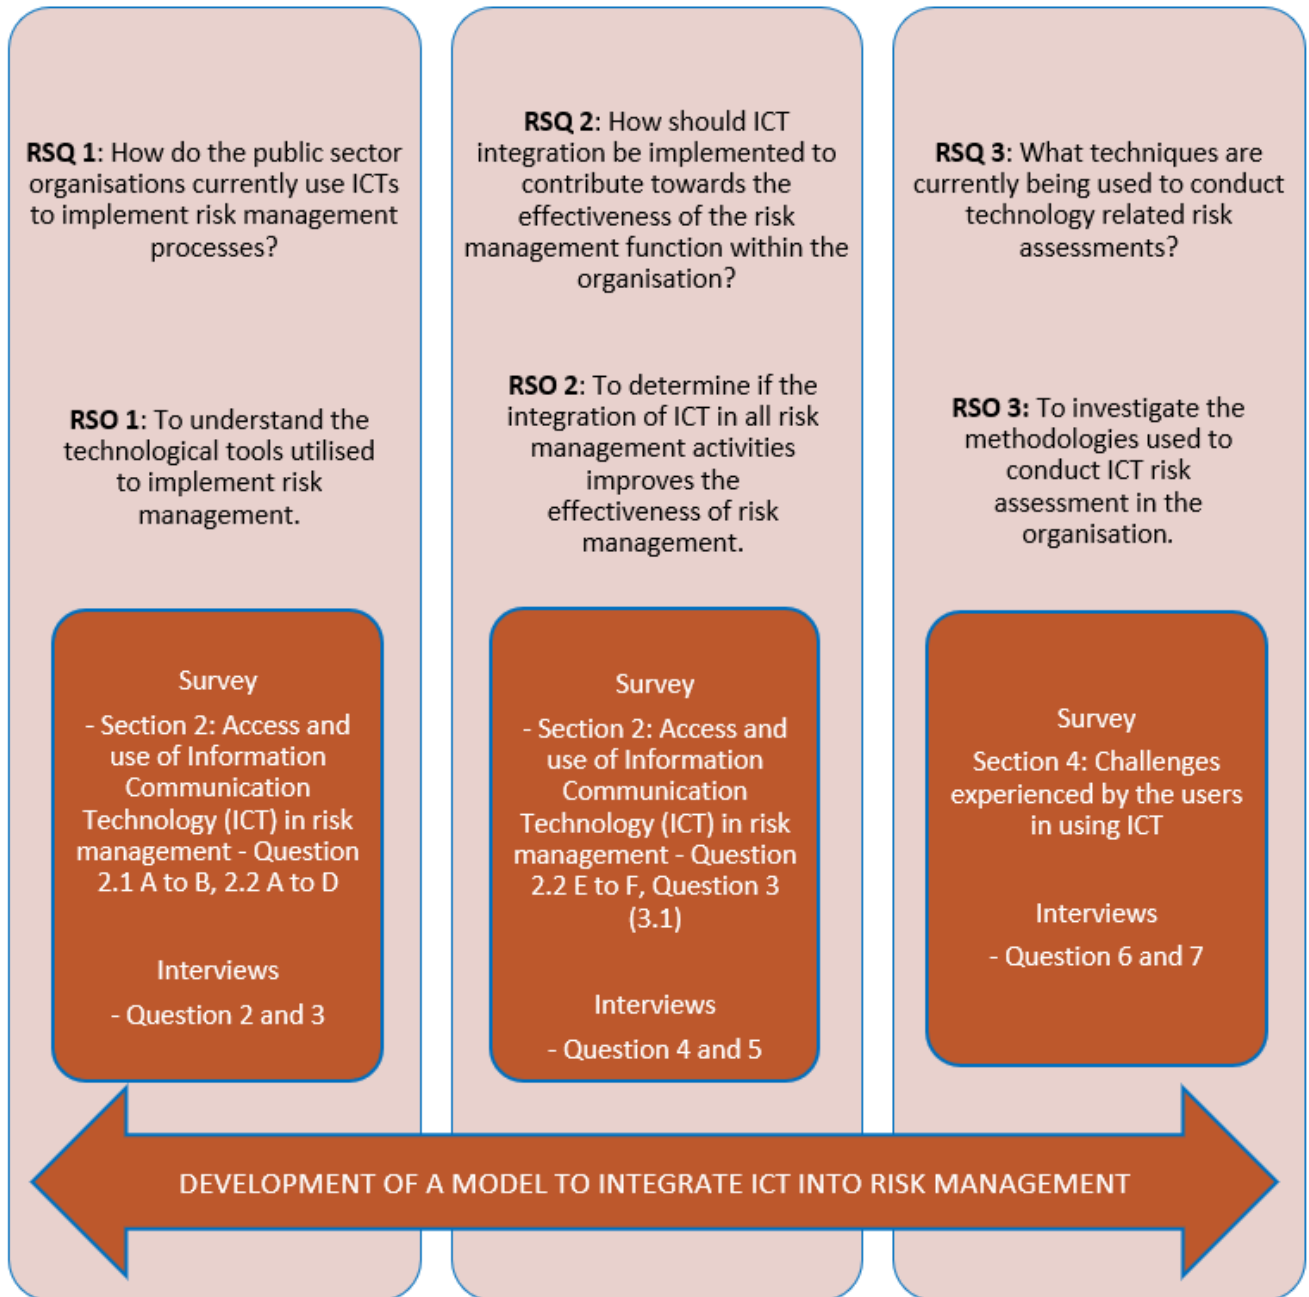 RSQ 1: How do the public sector
organisations currently use ICTs
to implement risk management
processes?
RSO 1: To understand the
technological tools utilised
to implement risk
management.
Survey
- Section 2: Access and
use of Information
Communication
Technology (ICT) in risk
management - Question
2.1 A to B, 2.2 A to D
Interviews
- Question 2 and 3
RSQ 2: How should ICT
integration be implemented to
contribute towards the
effectiveness of the risk
management function within the
organisation?
RSO 2: To determine if the
integration of ICT in all risk
management activities
improves the
effectiveness of risk
management.
Survey
- Section 2: Access and
use of Information
Communication
Technology (ICT) in risk
management - Question
2.2 E to F, Question 3
(3.1)
Interviews
- Question 4 and 5
RSQ 3: What techniques are
currently being used to conduct
technology related risk
assessments?
RSO 3: To investigate the
methodologies used to
conduct ICT risk
assessment in the
organisation.
Survey
Section 4: Challenges
experienced by the users
in using ICT
Interviews
- Question 6 and 7
DEVELOPMENT OF A MODEL TO INTEGRATE ICT INTO RISK MANAGEMENT